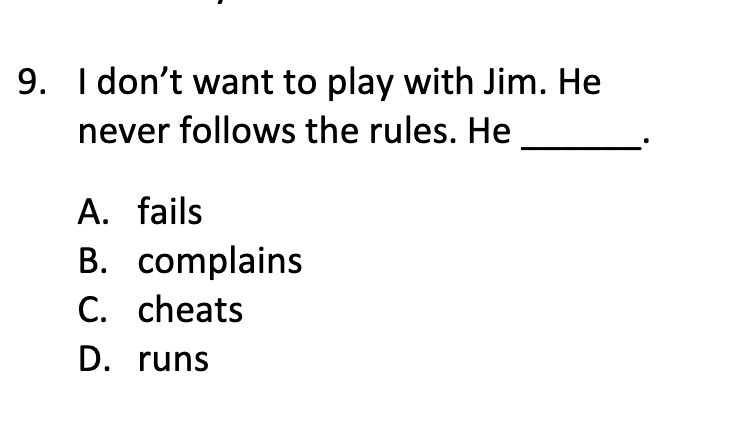 9. I don’t want to play with Jim. He
never follows the rules. He ______.
A. fails
B. complains
C. cheats
D. runs